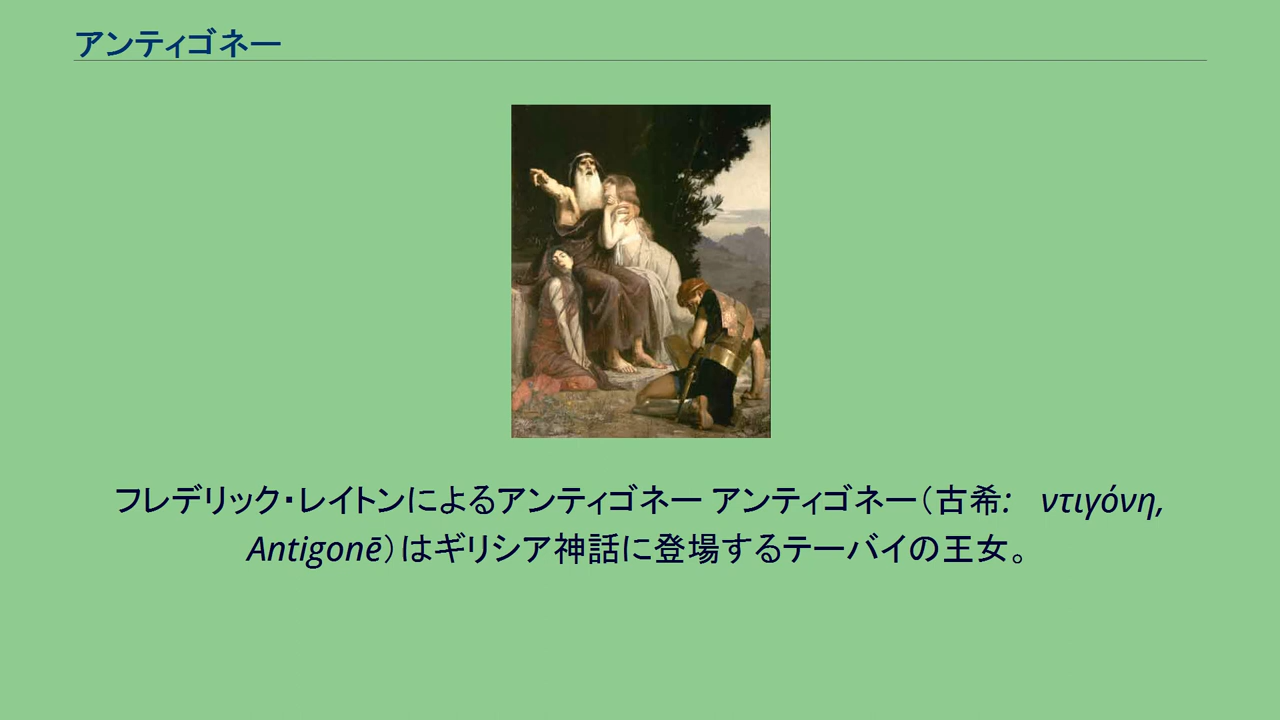 アンティゴネー
フレデリック・レイトンによるアンティゴネー アンティゴネー（古希: ντιγόνη,
Antigonē）はギリシア神話に登場するテーバイの王女。